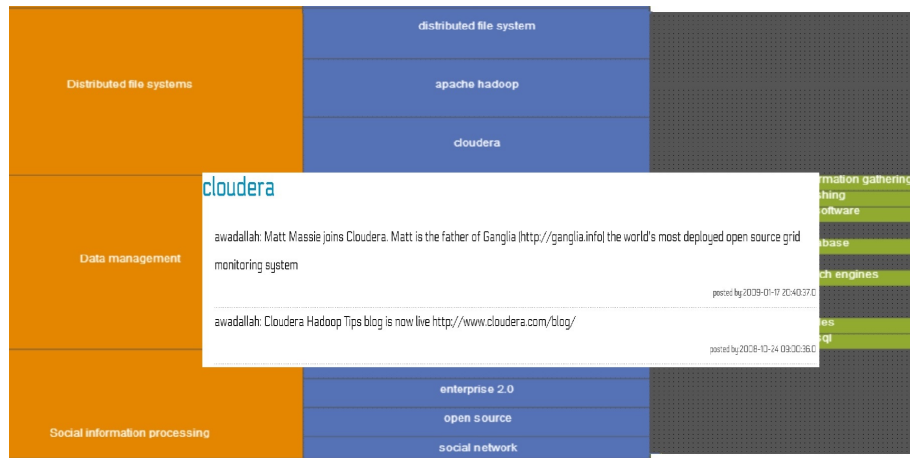 distributed file system
Distributed file systems
apache hadoop
cloudera
cloudera
awadallah: Matt Massie joins Cloudera. Matt is the father of Ganglia (http://ganglia.info) the world's most deployed open source grid
monitoring system
posted by:2009-01-17 20:40:37.0
awadallah: Cloudera Hadoop Tips blog is now live http://www.cloudera.com/blog/
posted by:2008-10-24 09:00:36.0
gathering
Data management
engines
enterprise 2.0
open source
Social information processing
social network